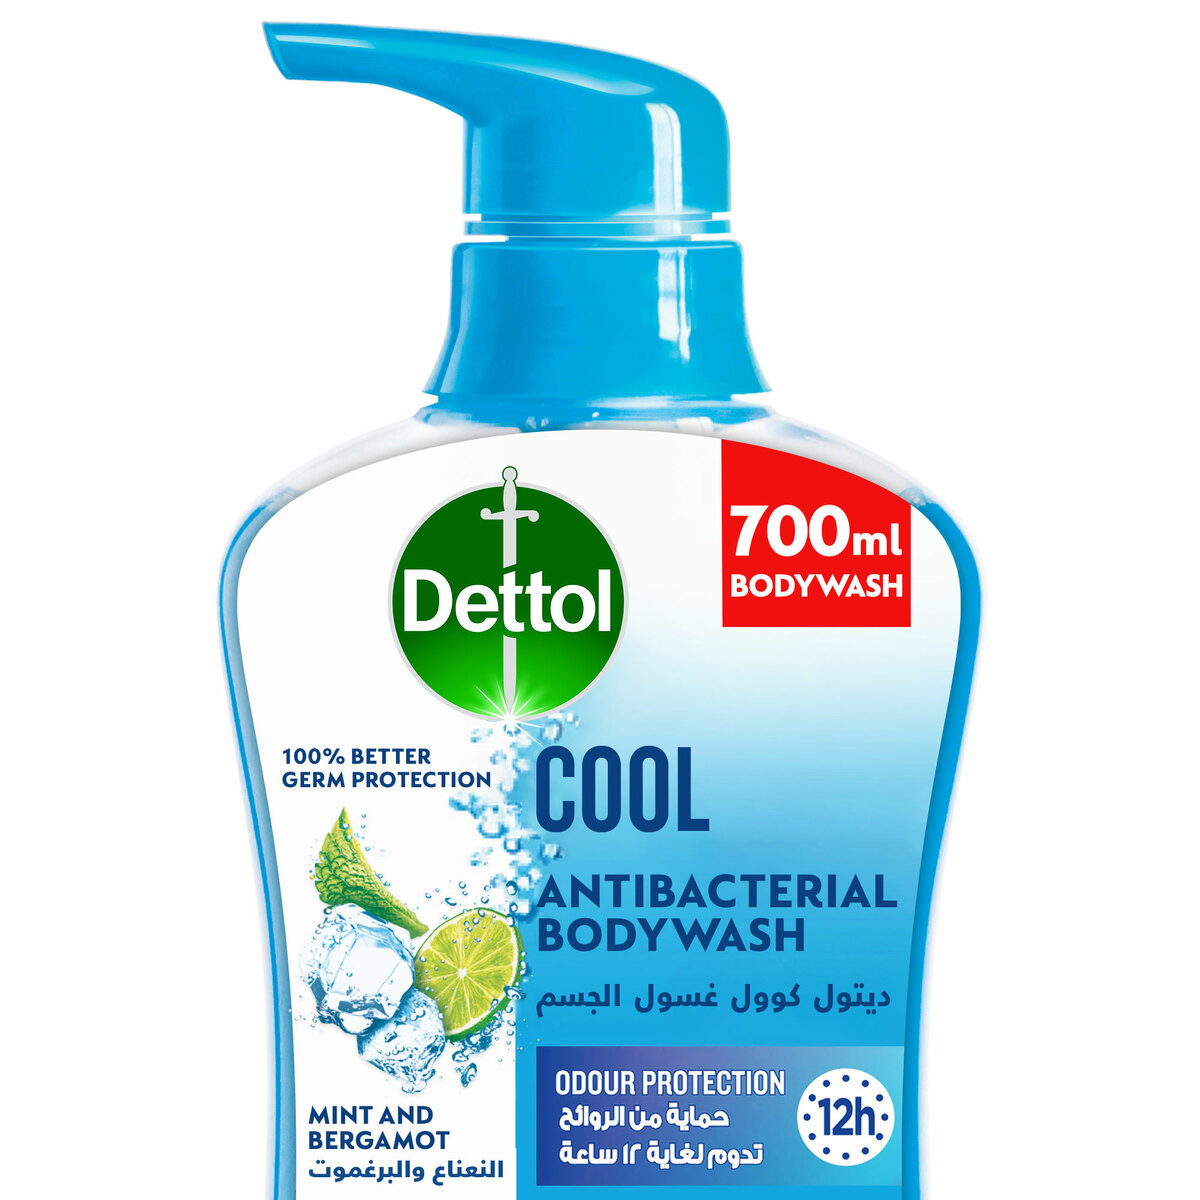 700ml
BODYWASH
Dettol
100% BETTER
GERM PROTECTION
COOL
ANTIBACTERIAL
BODYWASH
ديتول كوول غسول الجسم
MINT AND
BERGAMOT
النعناع والبرغموت
ODOUR PROTECTION
حماية من الروائح
تدوم لغاية ١٢ ساعة
12h